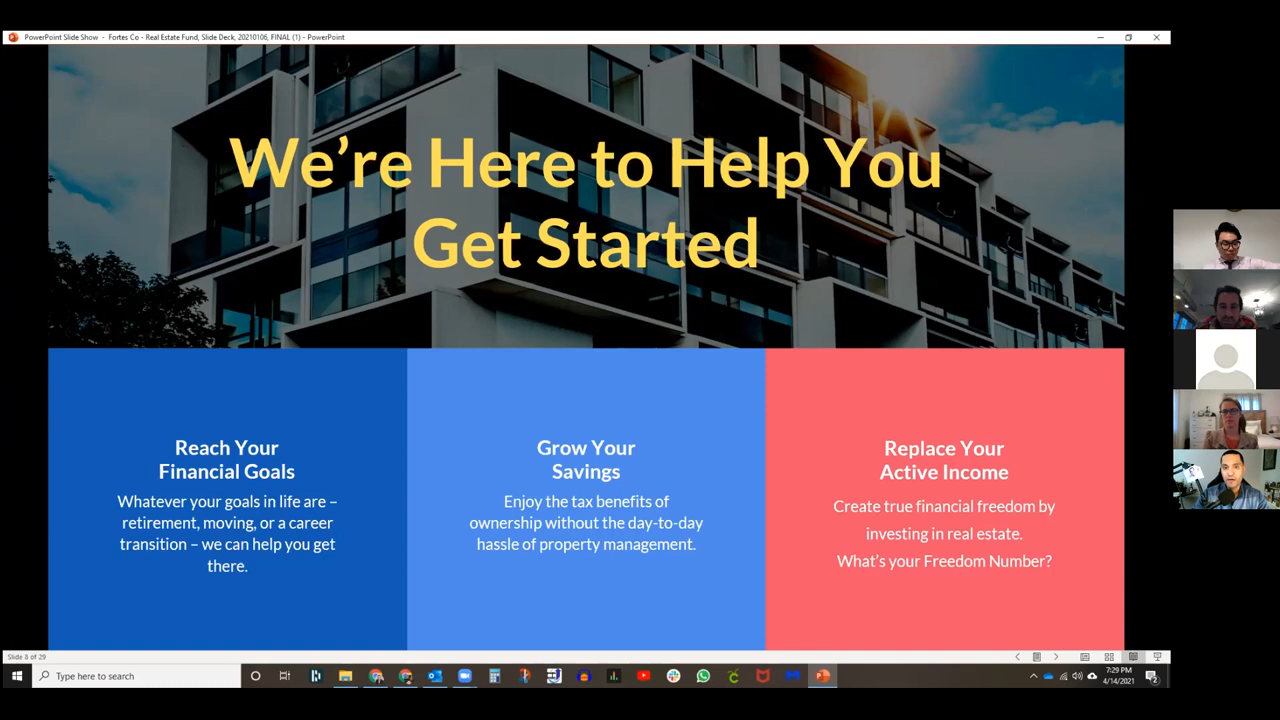 PowerPoint Slide Show - Fortes Co - Real Estate Fund, Slide Deck, 20210106, FINAL (1) - PowerPoint
We're Here to Help You
Get Started
Reach Your
Financial Goals
Whatever your goals in life are –
retirement, moving, or a career
transition – we can help you get
there.
Grow Your
Savings
Enjoy the tax benefits of
ownership without the day-to-day
hassle of property management.
Replace Your
Active Income
Create true financial freedom by
investing in real estate.
What's your Freedom Number?
Slide 8 of 29
Type here to search
7:29 PM
4/14/2021
2